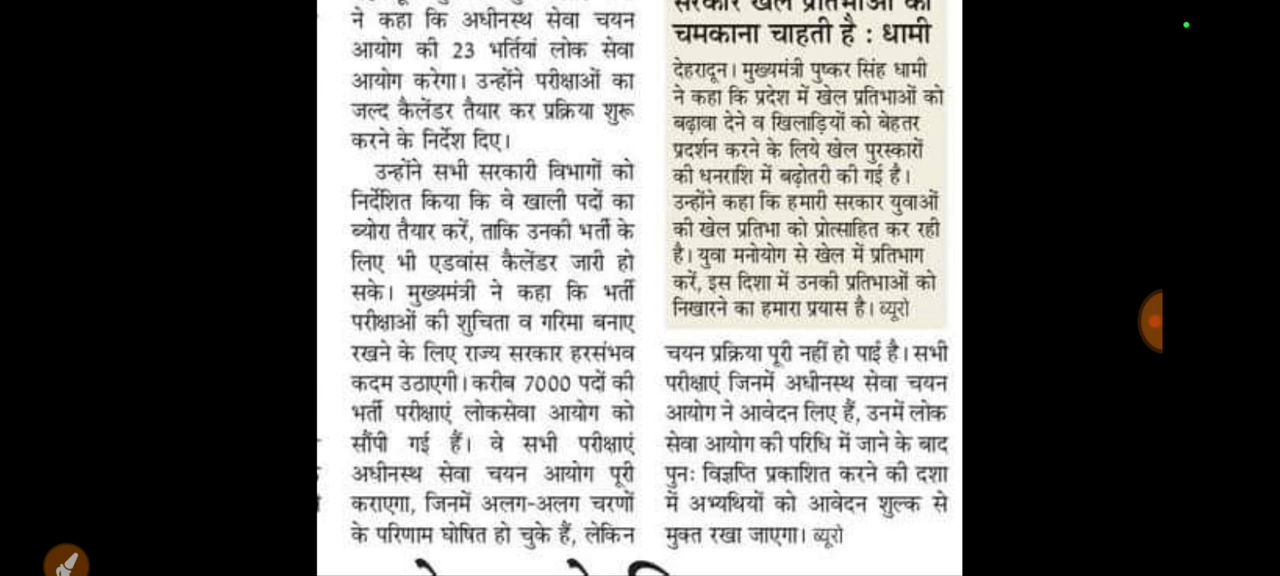 ने कहा कि अधीनस्थ सेवा चयन
आयोग की 23 भर्तियां लोक सेवा
आयोग करेगा। उन्होंने परीक्षाओं का
जल्द कैलेंडर तैयार कर प्रक्रिया शुरू
करने के निर्देश दिए।
उन्होंने सभी सरकारी विभागों को
निर्देशित किया कि वे खाली पदों का
ब्योरा तैयार करें, ताकि उनकी भर्ती के
लिए भी एडवांस कैलेंडर जारी हो
सके। मुख्यमंत्री ने कहा कि भर्ती
परीक्षाओं की शुचिता व गरिमा बनाए
रखने के लिए राज्य सरकार हरसंभव
कदम उठाएगी। करीब 7000 पदों की
भर्ती परीक्षाएं लोकसेवा आयोग को
सौंपी गई हैं। वे सभी परीक्षाएं
अधीनस्थ सेवा चयन आयोग पूरी
कराएगा, जिनमें अलग-अलग चरणों
के परिणाम घोषित हो चुके हैं, लेकिन
सरकार खेल प्रतिभाओं को
चमकाना चाहती है : धामी
देहरादून। मुख्यमंत्री पुष्कर सिंह धामी
ने कहा कि प्रदेश में खेल प्रतिभाओं को
बढ़ावा देने व खिलाड़ियों को बेहतर
प्रदर्शन करने के लिये खेल पुरस्कारों
की धनराशि में बढ़ोतरी की गई है।
उन्होंने कहा कि हमारी सरकार युवाओं
की खेल प्रतिभा को प्रोत्साहित कर रही
है। युवा मनोयोग से खेल में प्रतिभाग
करें, इस दिशा में उनकी प्रतिभाओं को
निखारने का हमारा प्रयास है। ब्यूरो
चयन प्रक्रिया पूरी नहीं हो पाई है। सभी
परीक्षाएं जिनमें अधीनस्थ सेवा चयन
आयोग ने आवेदन लिए हैं, उनमें लोक
सेवा आयोग की परिधि में जाने के बाद
पुनः विज्ञप्ति प्रकाशित करने की दशा
में अभ्यथियों को आवेदन शुल्क से
मुक्त रखा जाएगा। ब्यूरो